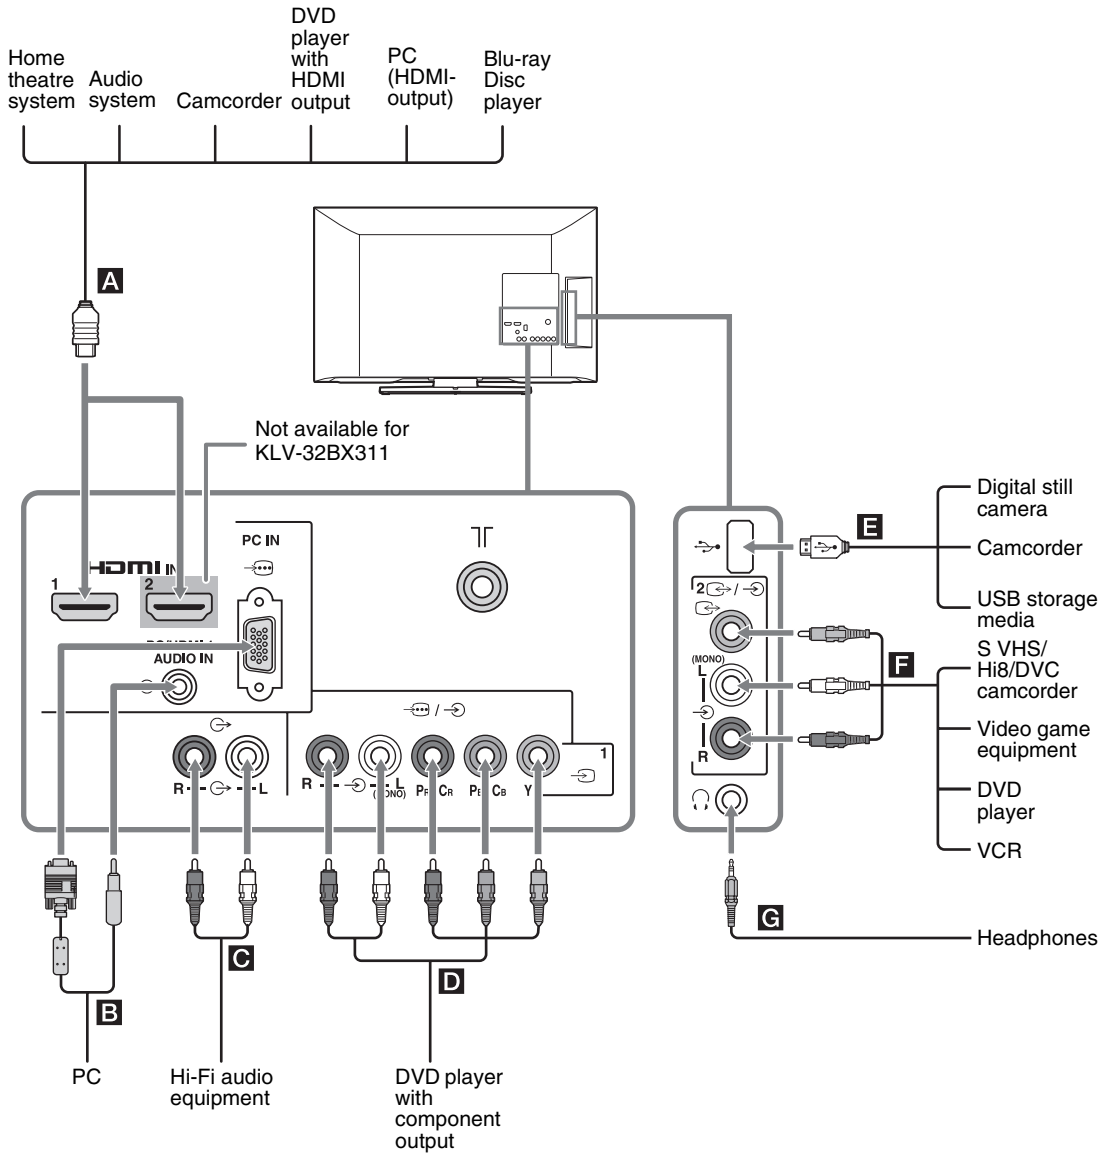 Home
theatre
system
Audio
system
Camcorder
DVD
player
with
HDMI
output
PC
(HDMI-
output)
Blu-ray
Disc
player
A
Not available for
KLV-32BX311
PC IN
HDMI IN
1
2
AUDIO IN
R
L
R
L
(MONO)
PR CR
PB CB
Y
1
2
(MONO)
L
R
E
Digital still
camera
Camcorder
USB storage
media
F
S VHS/
Hi8/DVC
camcorder
Video game
equipment
DVD
player
VCR
G
Headphones
B
PC
C
Hi-Fi audio
equipment
D
DVD player
with
component
output